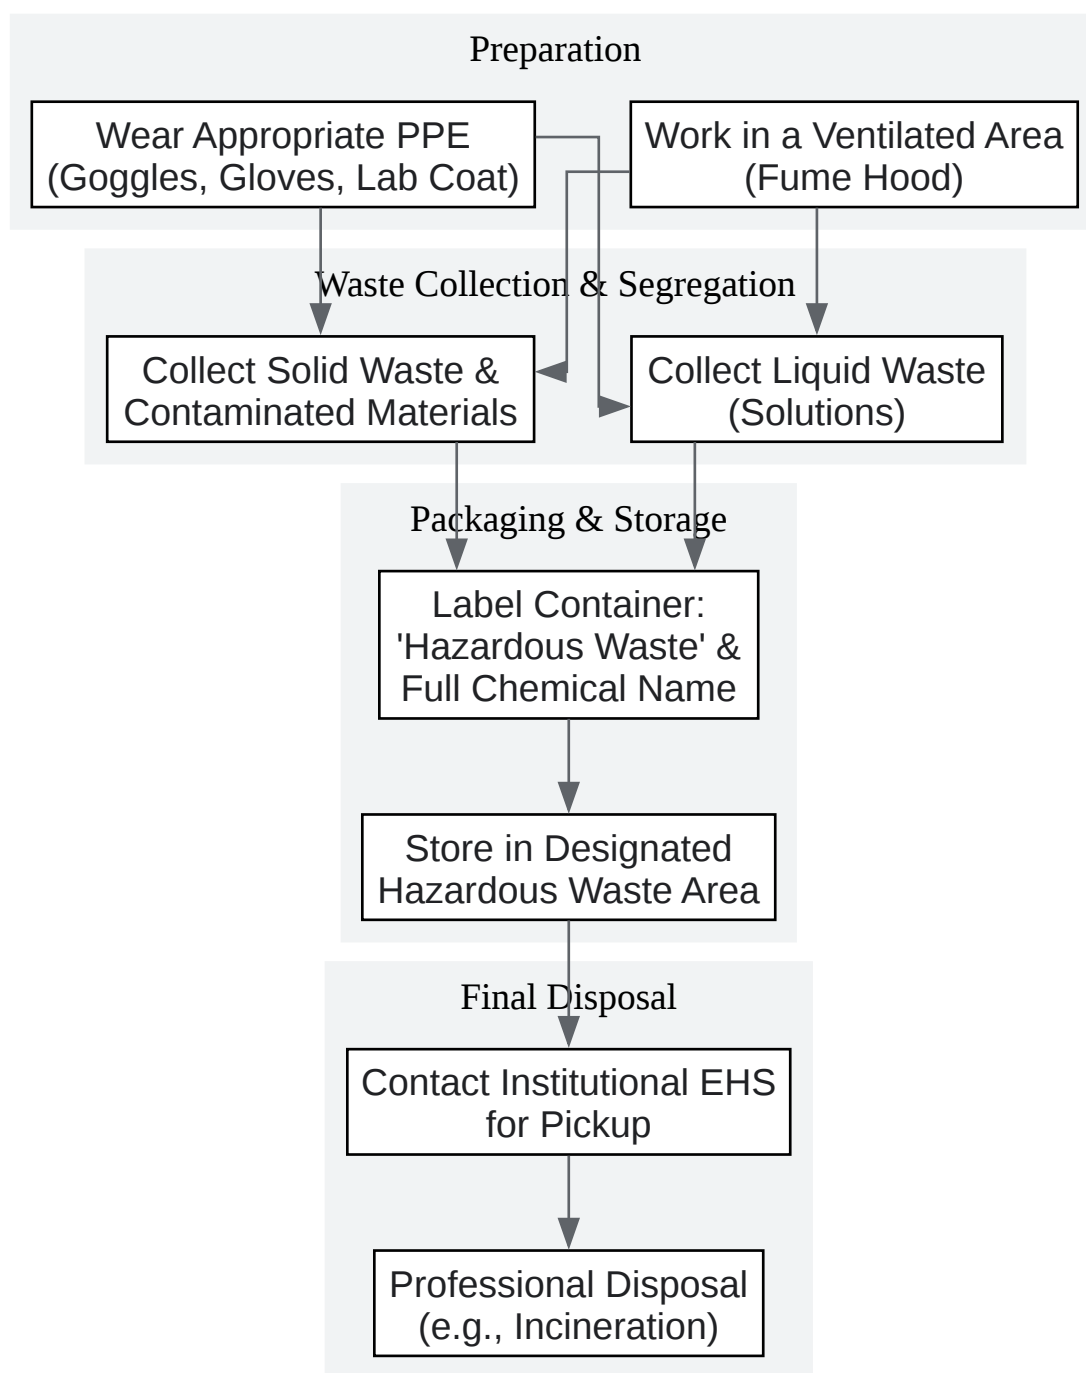 Preparation
Wear Appropriate PPE
(Goggles, Gloves, Lab Coat)
Work in a Ventilated Area
(Fume Hood)
Waste Collection & Segregation
Collect Solid Waste &
Contaminated Materials
Collect Liquid Waste
(Solutions)
Packaging & Storage
Label Container:
'Hazardous Waste' &
Full Chemical Name
Store in Designated
Hazardous Waste Area
Final Disposal
Contact Institutional EHS
for Pickup
Professional Disposal
(e.g., Incineration)